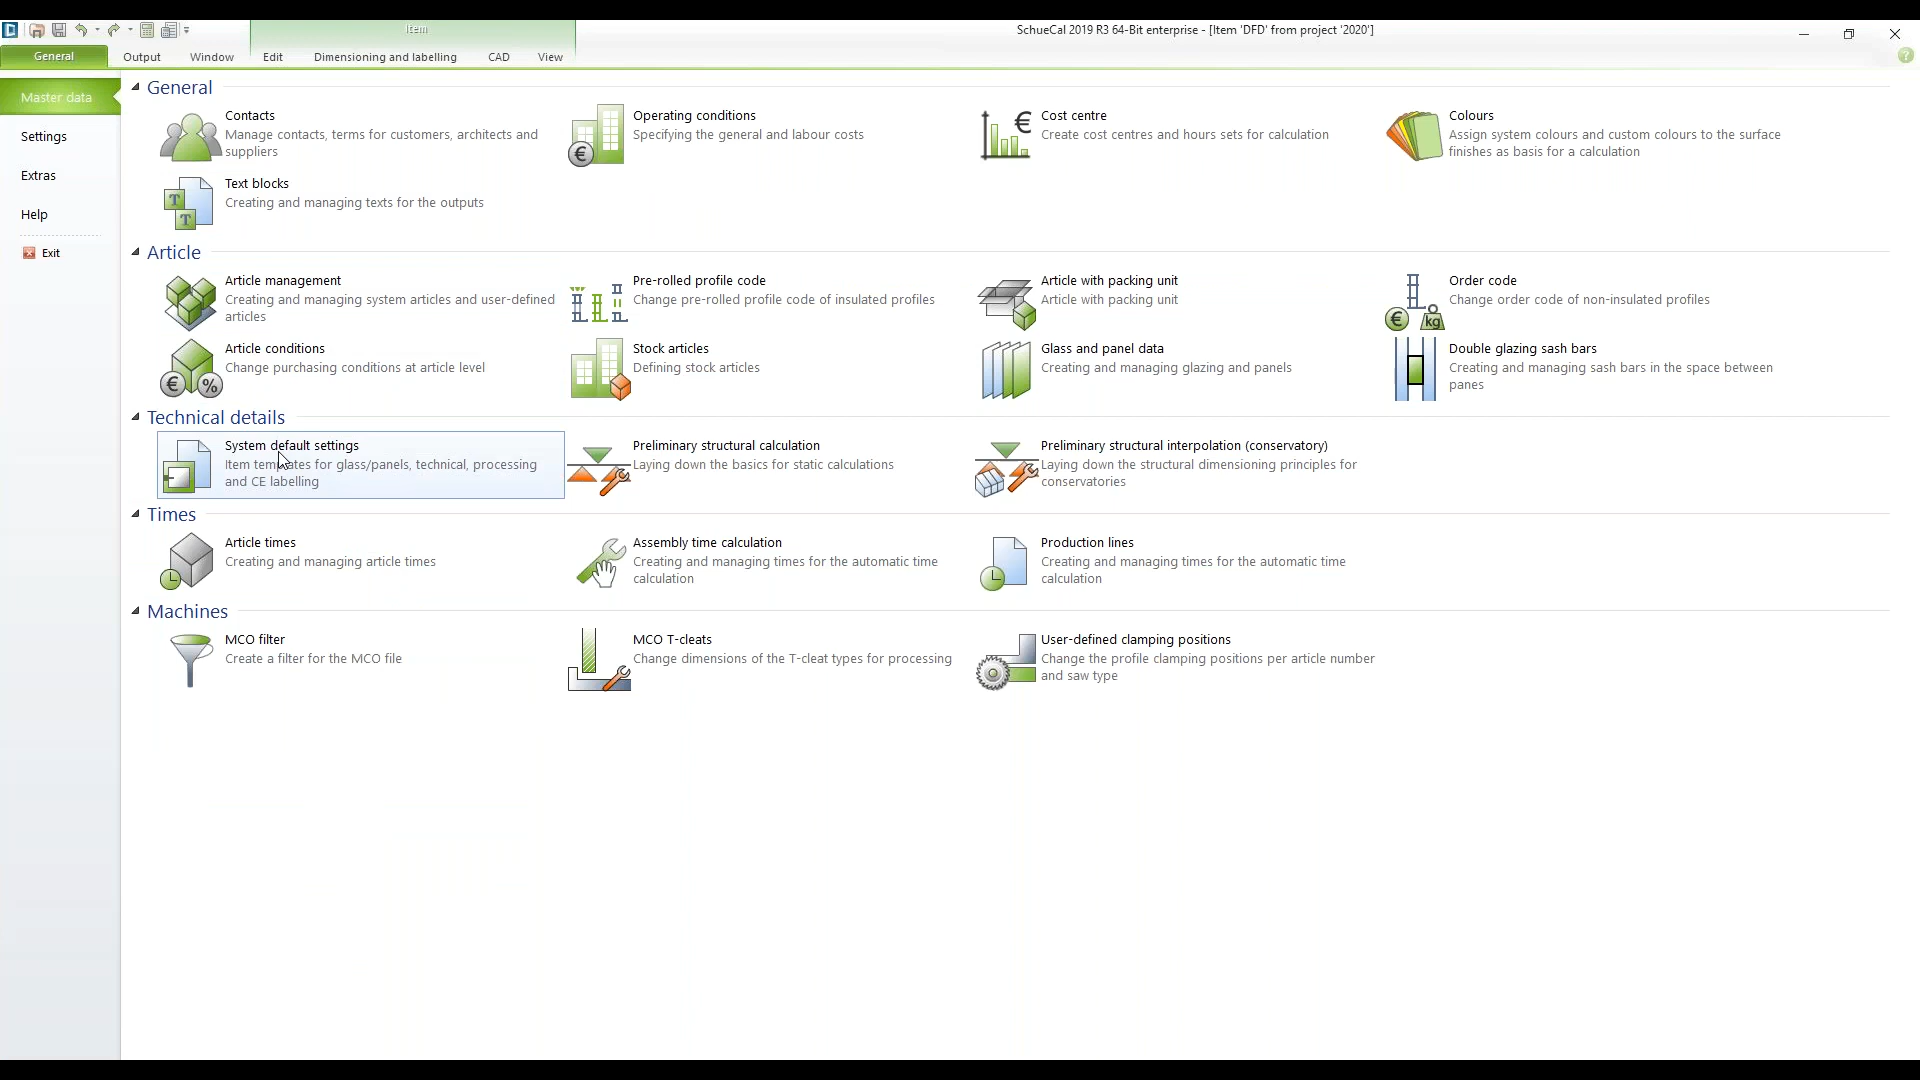 Item
SchueCal 2019 R3 64-Bit enterprise - [Item 'DFD' from project '2020']
General Output Window Edit Dimensioning and labelling CAD View
Master data
Settings
Extras
Help
Exit
General
Contacts
Manage contacts, terms for customers, architects and
suppliers
Operating conditions
Specifying the general and labour costs
Cost centre
Create cost centres and hours sets for calculation
Colours
Assign system colours and custom colours to the surface
finishes as basis for a calculation
Text blocks
Creating and managing texts for the outputs
Article
Article management
Creating and managing system articles and user-defined
articles
Pre-rolled profile code
Change pre-rolled profile code of insulated profiles
Article with packing unit
Article with packing unit
Order code
Change order code of non-insulated profiles
Article conditions
Change purchasing conditions at article level
Stock articles
Defining stock articles
Glass and panel data
Creating and managing glazing and panels
Double glazing sash bars
Creating and managing sash bars in the space between
panes
Technical details
System default settings
Item templates for glass/panels, technical, processing
and CE labelling
Preliminary structural calculation
Laying down the basics for static calculations
Preliminary structural interpolation (conservatory)
Laying down the structural dimensioning principles for
conservatories
Times
Article times
Creating and managing article times
Assembly time calculation
Creating and managing times for the automatic time
calculation
Production lines
Creating and managing times for the automatic time
calculation
Machines
MCO filter
Create a filter for the MCO file
MCO T-cleats
Change dimensions of the T-cleat types for processing
User-defined clamping positions
Change the profile clamping positions per article number
and saw type